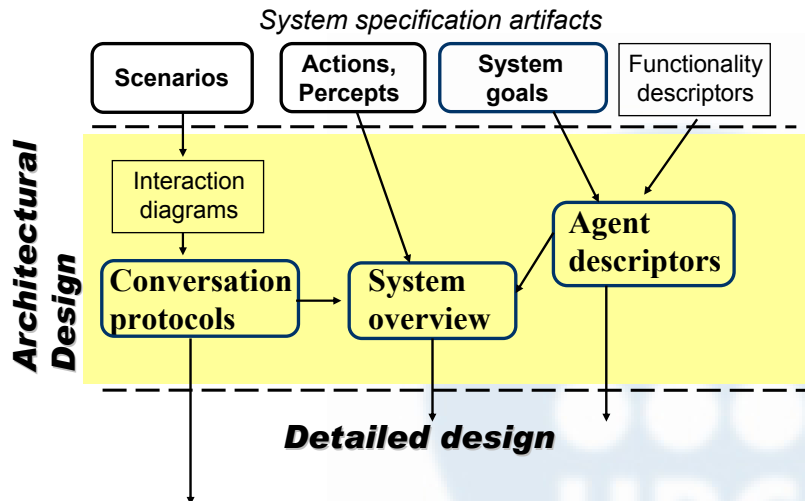 System specification artifacts
Scenarios
Actions,
Percepts
System
goals
Functionality
descriptors
Architectural
Design
Interaction
diagrams
Agent
descriptors
Conversation
protocols
System
overview
Detailed design